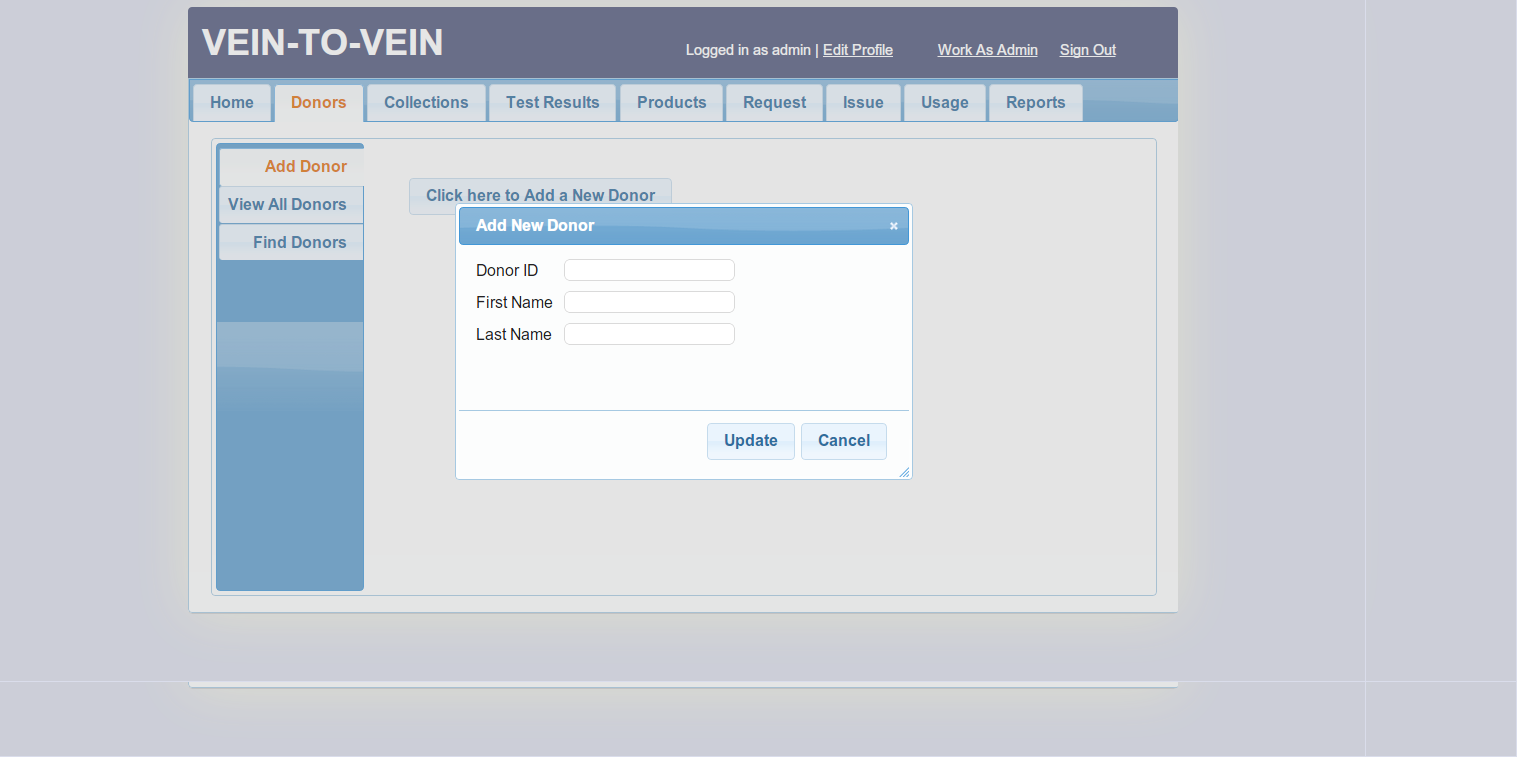 VEIN-TO-VEIN
Logged in as admin | Edit Profile Work As Admin Sign Out
Home Donors Collections Test Results Products Request Issue Usage Reports
Add Donor
View All Donors
Find Donors
Click here to Add a New Donor
Add New Donor ×
Donor ID
First Name
Last Name
Update Cancel